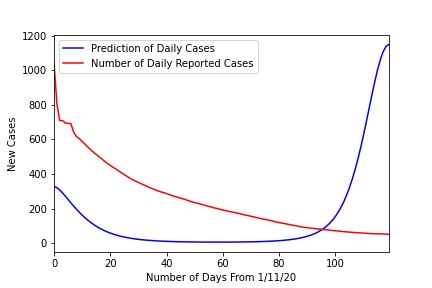 Prediction of Daily Cases
Number of Daily Reported Cases
New Cases
1200
1000
800
600
400
200
0
0 20 40 60 80 100
Number of Days From 1/11/20